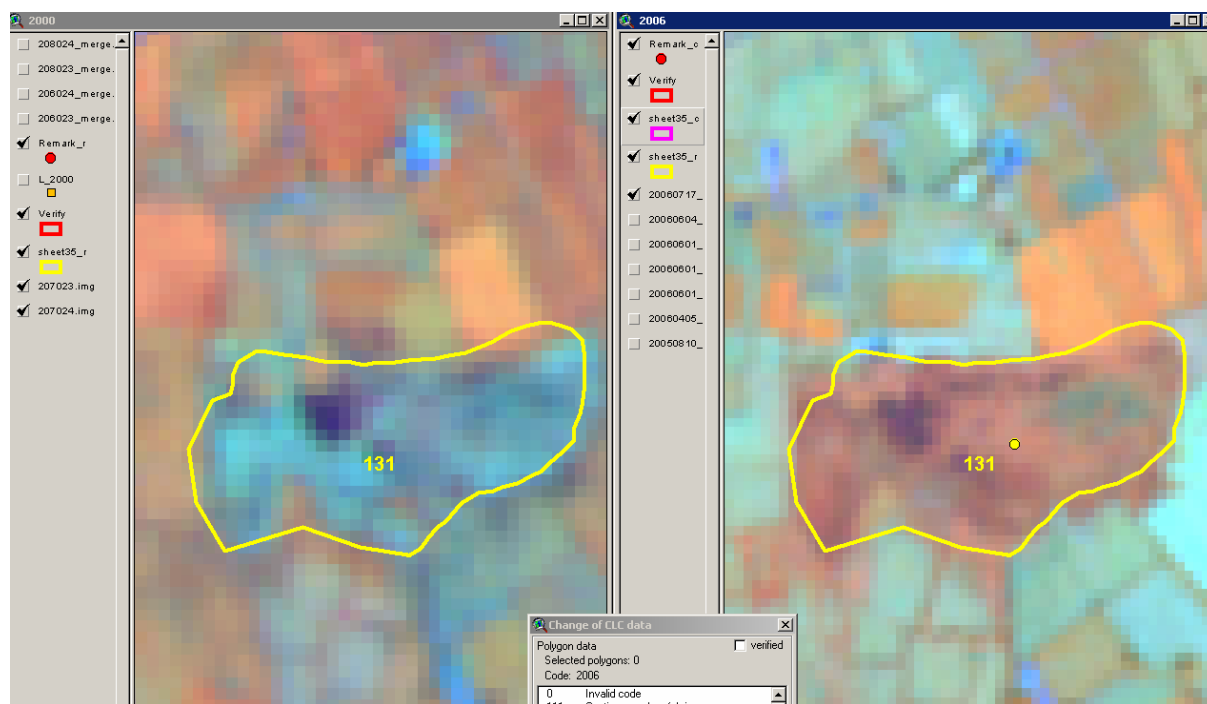 2000
208024_merge.
208023_merge.
206024_merge.
206023_merge.
Remark_r
L_2000
Verify
sheet35_r
207023.img
207024.img
131
2006
Remark_c
Verify
sheet35_c
sheet35_r
20060717_
20060604_
20060601_
20060601_
20060601_
20060405_
20050810_
131
Change of CLC data
Polygon data
verified
Selected polygons: 0
Code: 2006
0 Invalid code